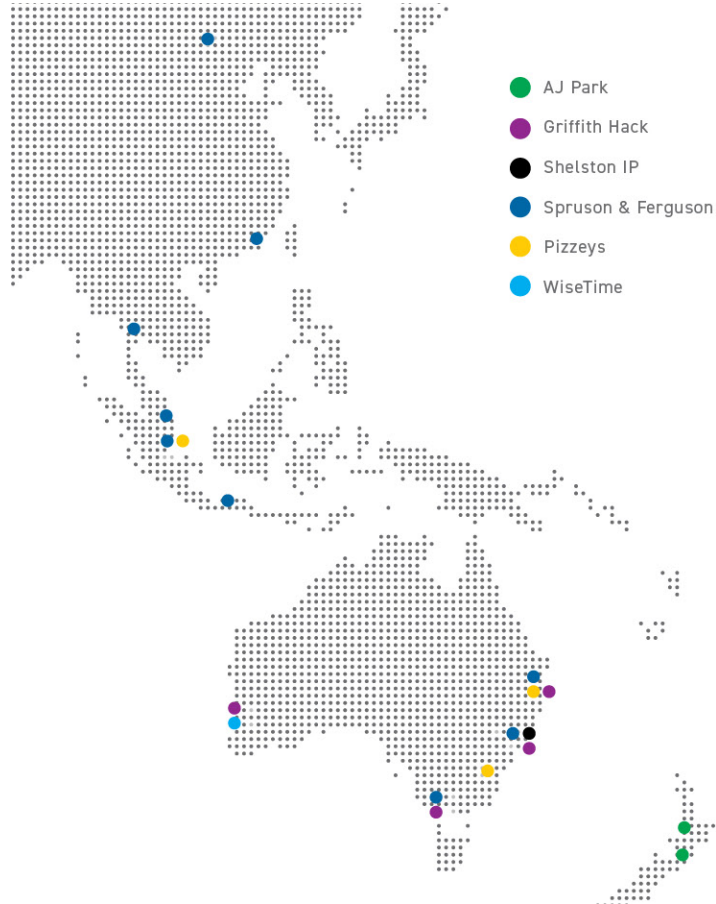 AJ Park
Griffith Hack
Shelston IP
Spruson & Ferguson
Pizzeys
WiseTime